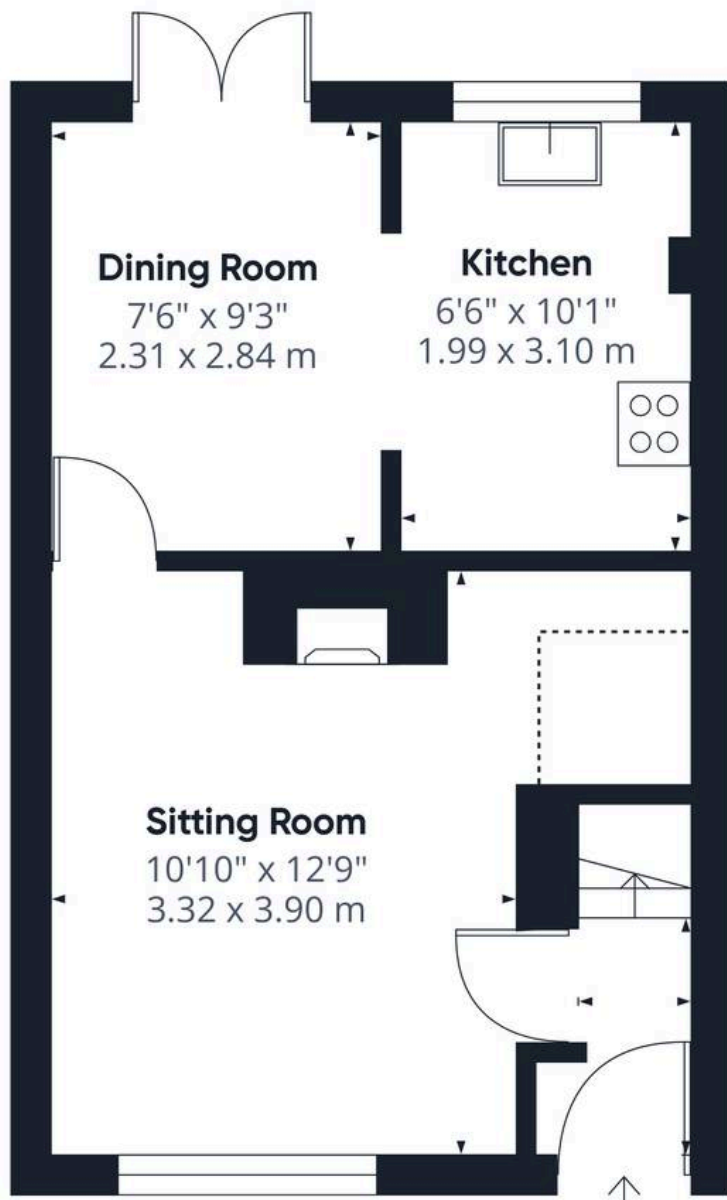 Dining Room
7'6" x 9'3"
2.31 x 2.84 m
Kitchen
6'6" x 10'1"
1.99 x 3.10 m
Sitting Room
10'10" x 12'9"
3.32 x 3.90 m